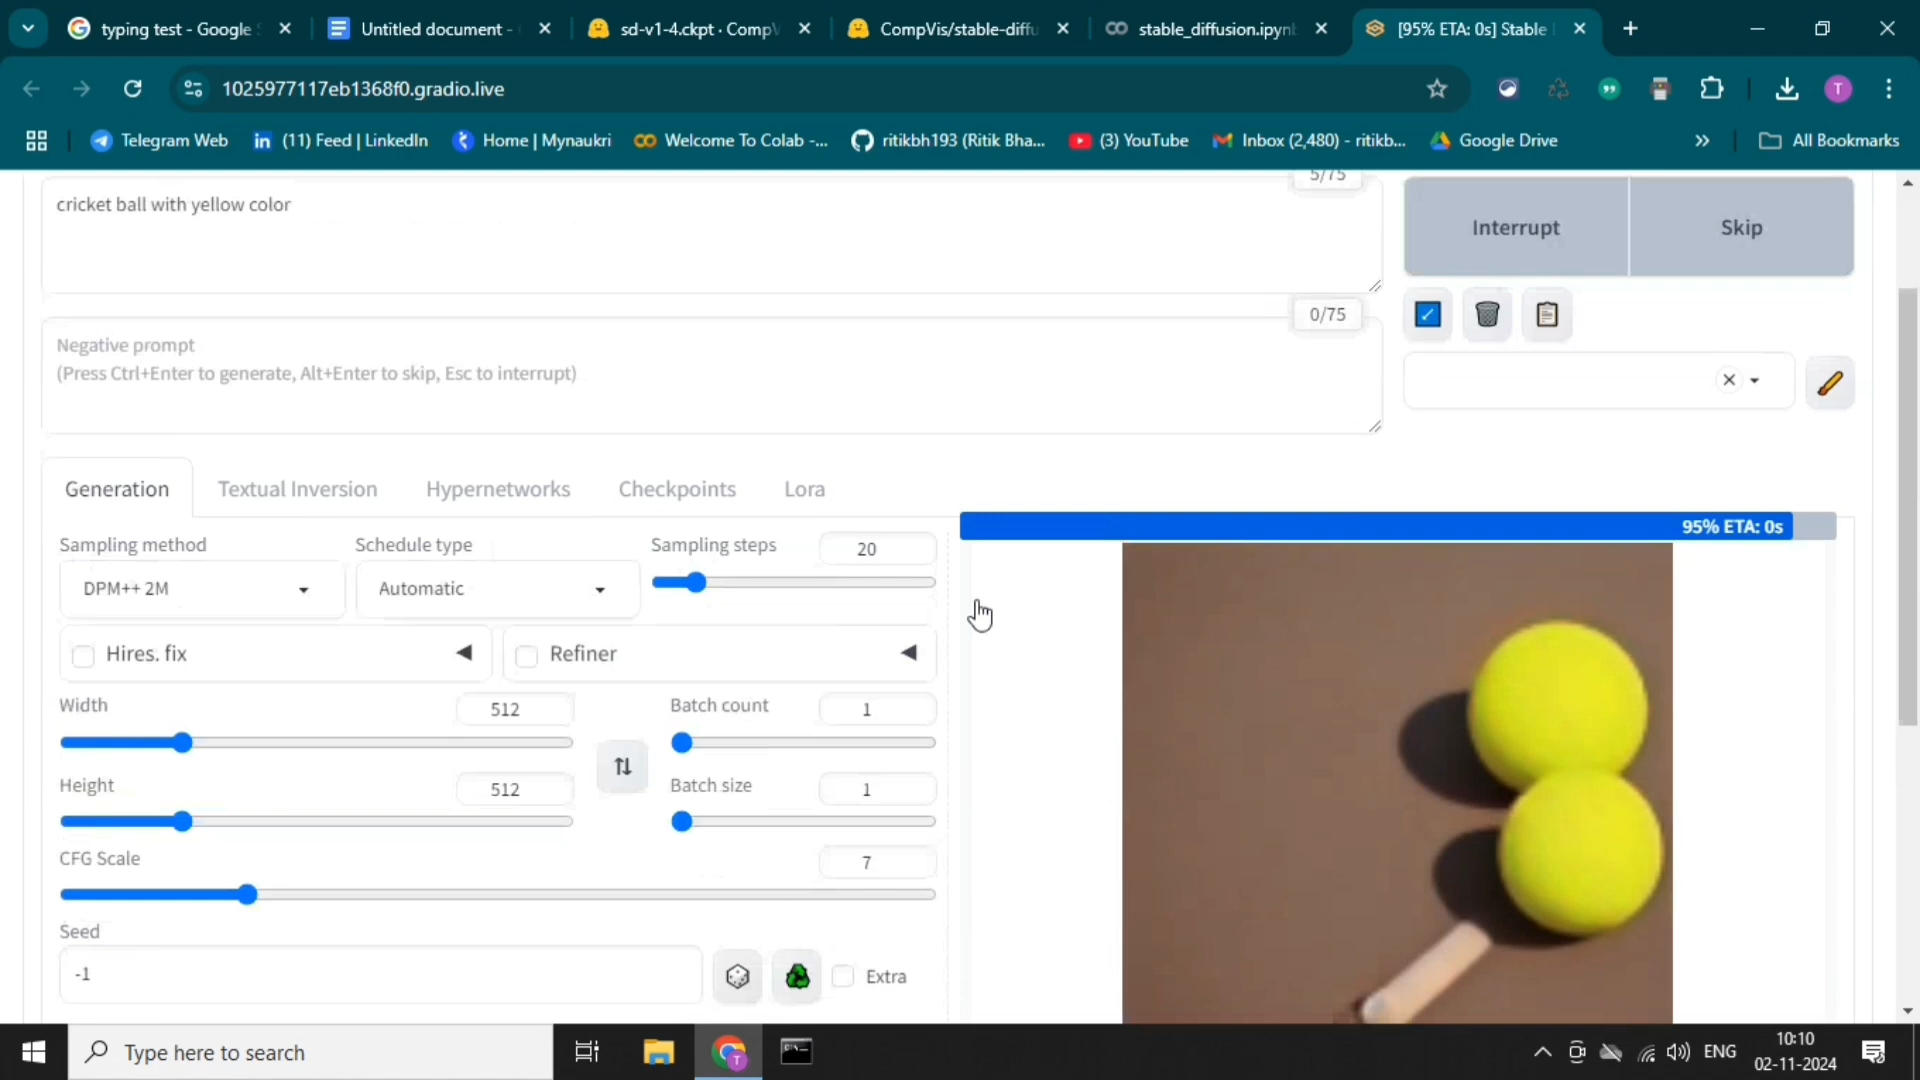 typing test - Google S
Untitled document -
sd-v1-4.ckpt · CompV
CompVis/stable-diffu
stable_diffusion.ipynb
[95% ETA: 0s] Stable
1025977117eb1368f0.gradio.live
Telegram Web
(11) Feed | LinkedIn
Home | Mynaukri
Welcome To Colab -...
ritikbh193 (Ritik Bha...
(3) YouTube
Inbox (2,480) - ritikb...
Google Drive
All Bookmarks
5/75
cricket ball with yellow color
Interrupt
Skip
0/75
Negative prompt
(Press Ctrl+Enter to generate, Alt+Enter to skip, Esc to interrupt)
Generation
Textual Inversion
Hypernetworks
Checkpoints
Lora
95% ETA: 0s
Sampling method
Schedule type
Sampling steps
20
DPM++ 2M
Automatic
Hires. fix
Refiner
Width
512
Batch count
1
Height
512
Batch size
1
CFG Scale
7
Seed
-1
Extra
Type here to search
ENG
10:10
02-11-2024